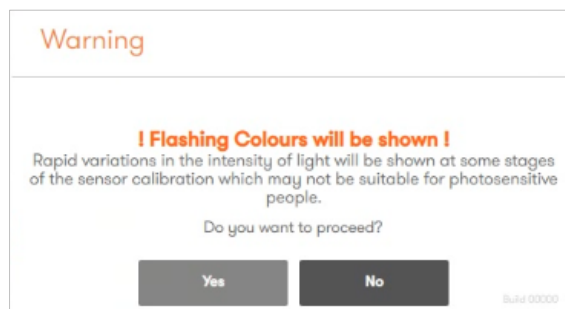 Warning
! Flashing Colours will be shown !
Rapid variations in the intensity of light will be shown at some stages
of the sensor calibration which may not be suitable for photosensitive
people.
Do you want to proceed?
Yes
No
Build 00000